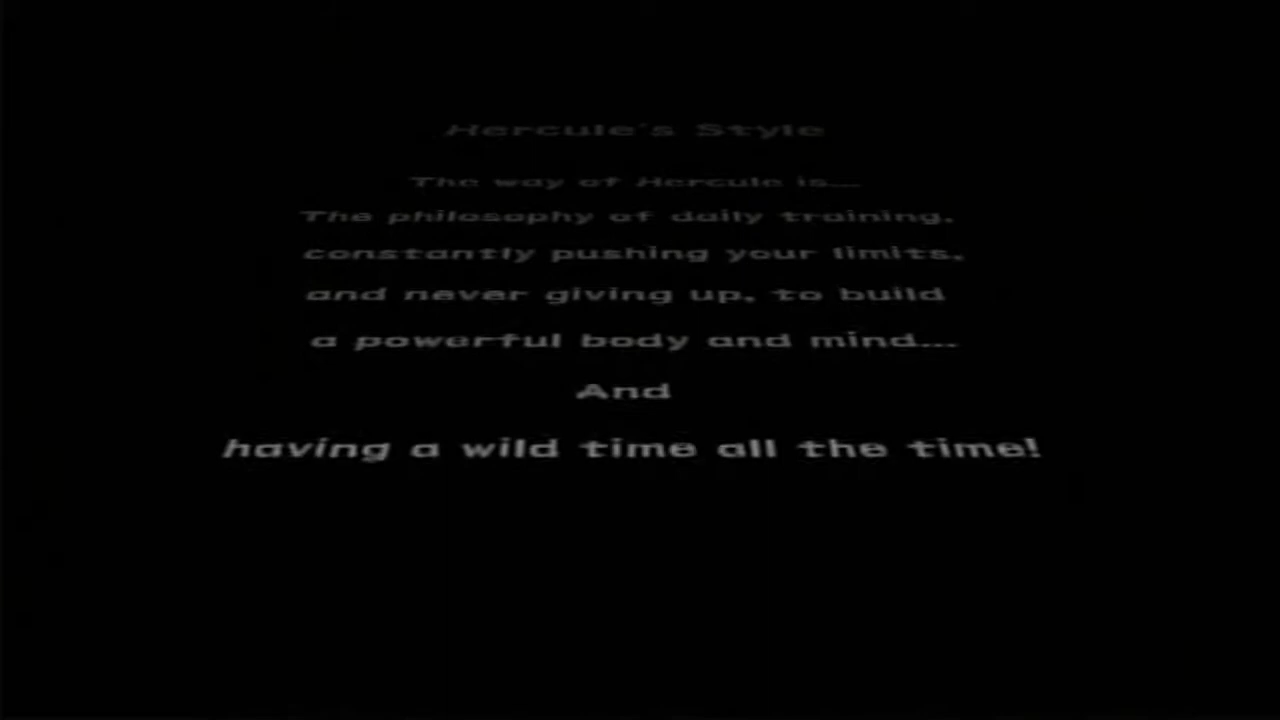 Hercule's Style
The way of Hercule is...
The philosophy of daily training,
constantly pushing your limits,
and never giving up, to build
a powerful body and mind...
And
having a wild time all the time!